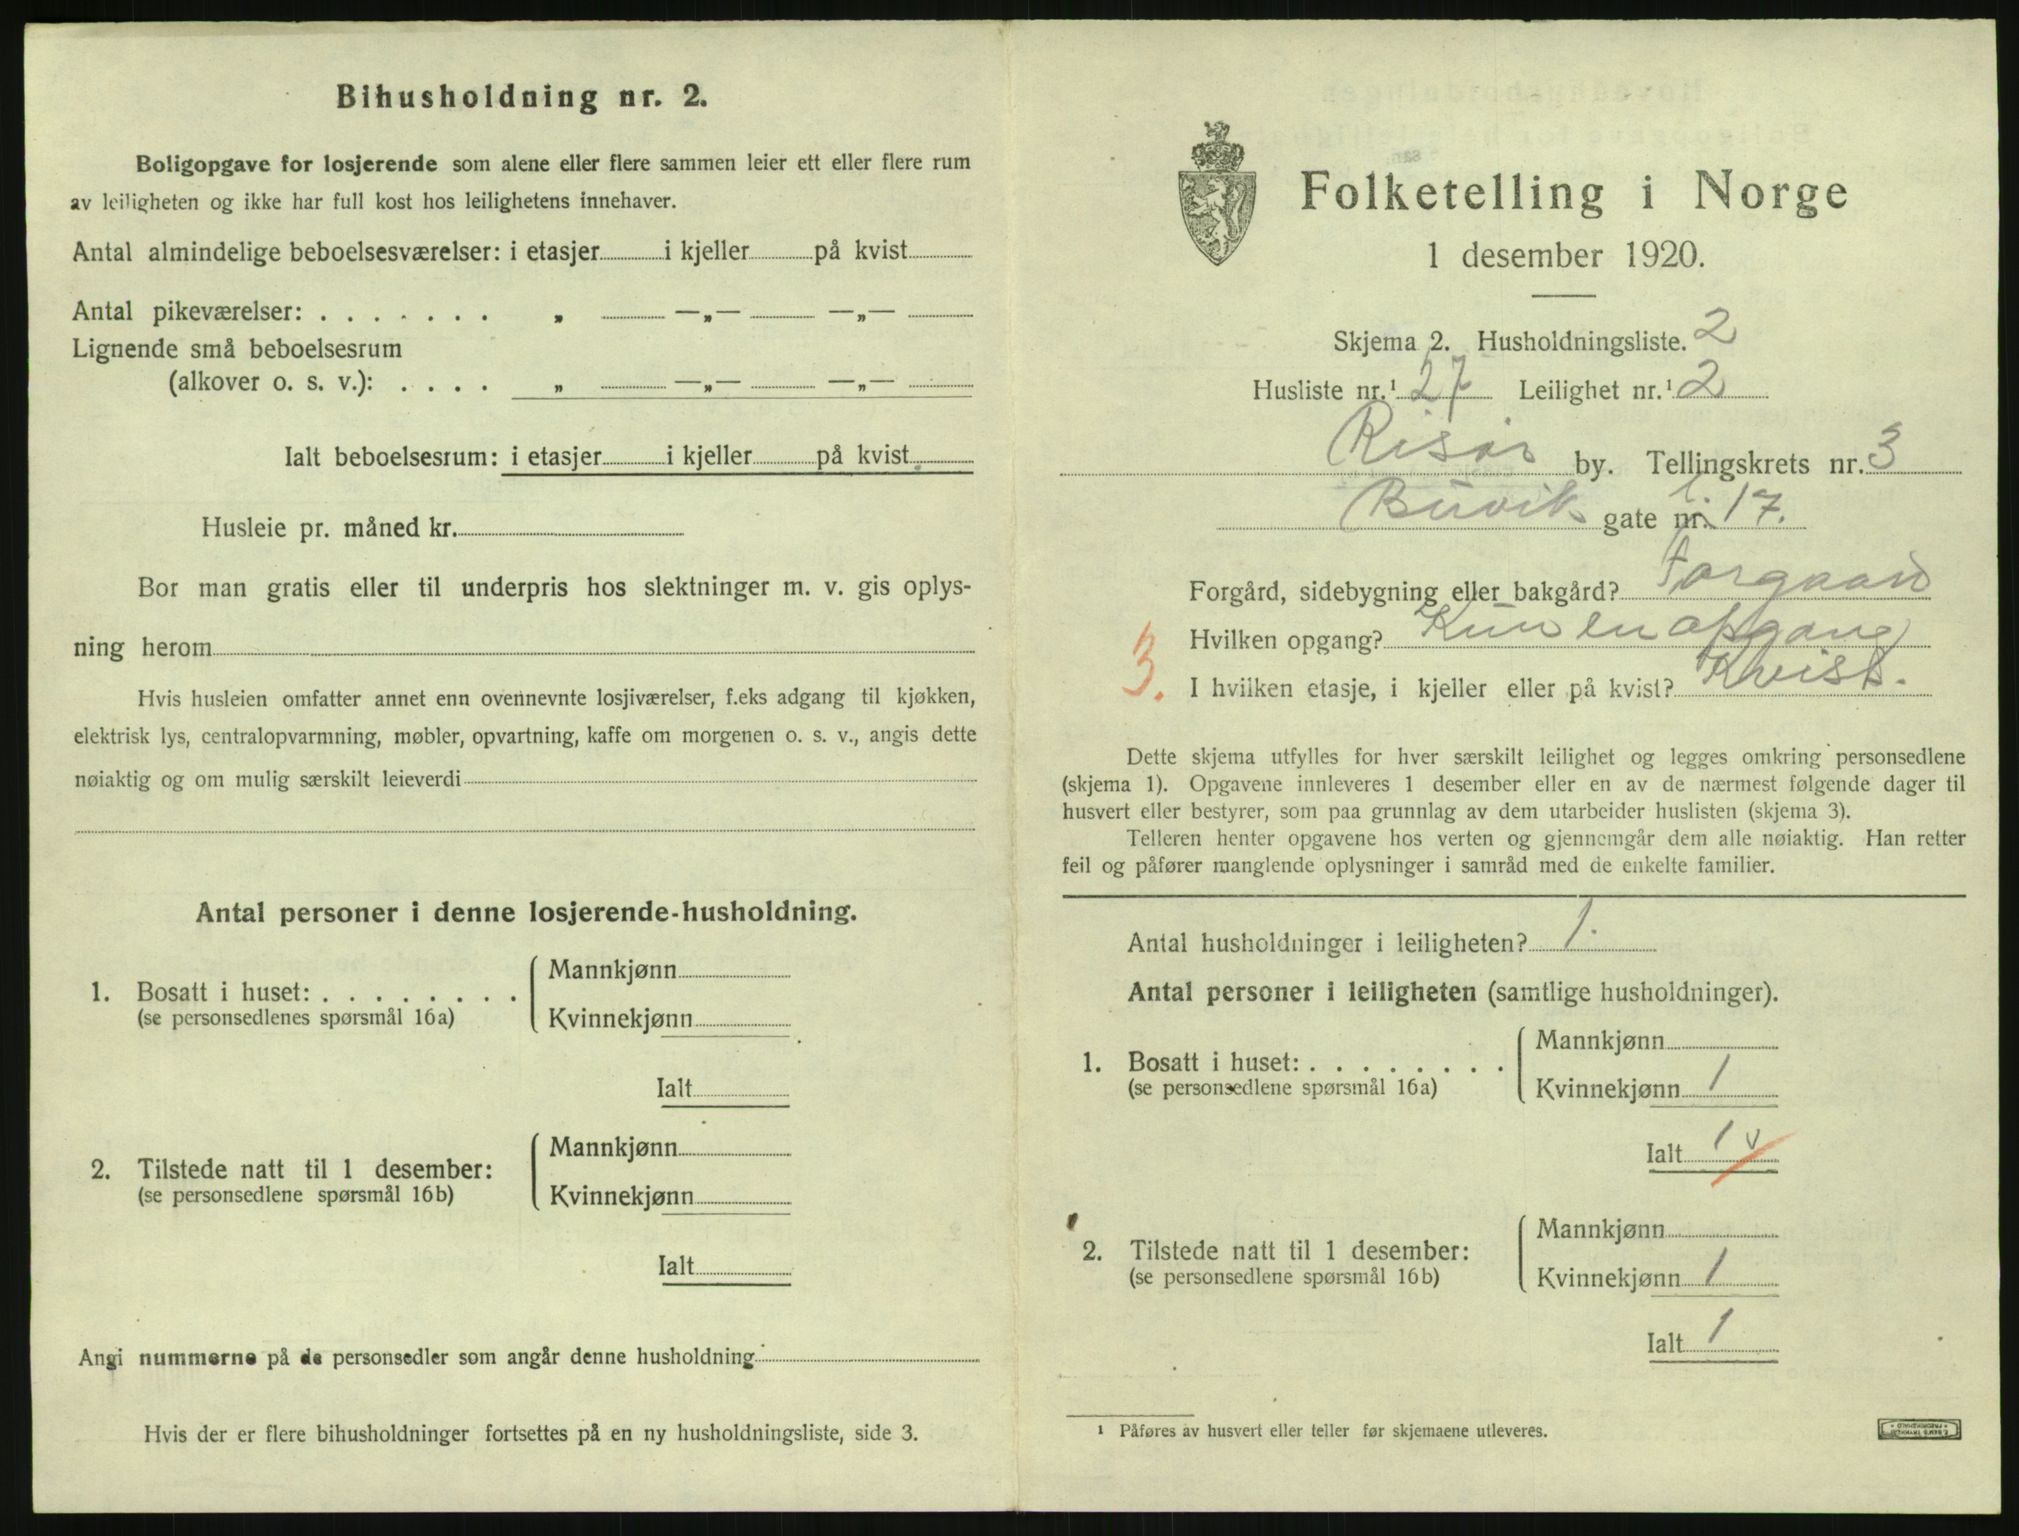 Bihusholdning nr. 2.
Boligopgave for losjerende som alene eller flere sammen leier ett eller flere rum
av leiligheten og ikke har full kost hos leilighetens innehaver.
Antal almindelige beboelsesværelser: i etasjer i kjeller på kvist
Antal pikeværelser: . . . . . . . „ —„— —„—
Lignende små beboelsesrum
(alkover o. s. v.): . . . . „ —„— —„—
Ialt beboelsesrum: i etasjer i kjeller på kvist
Husleie pr. måned kr.
Bor man gratis eller til underpris hos slektninger m. v. gis oplys-
ning herom
Hvis husleien omfatter annet enn ovennevnte losjiværelser, f.eks adgang til kjøkken,
elektrisk lys, centralopvarmning, møbler, opvartning, kaffe om morgenen o. s. v., angis dette
nøiaktig og om mulig særskilt leieverdi
Antal personer i denne losjerende-husholdning.
1. Bosatt i huset: . . . . . . . . Mannkjønn
(se personsedlenes spørsmål 16a) Kvinnekjønn
Ialt
2. Tilstede natt til 1 desember: Mannkjønn
(se personsedlene spørsmål 16b) Kvinnekjønn
Ialt
Angi nummerne på de personsedler som angår denne husholdning
Hvis der er flere bihusholdninger fortsettes på en ny husholdningsliste, side 3.
Folketelling i Norge
1 desember 1920.
Skjema 2. Husholdningsliste. 2
Husliste nr.¹ 27 Leilighet nr.¹ 2
Risør by. Tellingskrets nr. 3
Buvik gate nr. 17.
Forgård, sidebygning eller bakgård? Forgaard
Hvilken opgang? Kun en opgang
3. I hvilken etasje, i kjeller eller på kvist? Kvist.
Dette skjema utfylles for hver særskilt leilighet og legges omkring personsedlene
(skjema 1). Opgavene innleveres 1 desember eller en av de nærmest følgende dager til
husvert eller bestyrer, som paa grunnlag av dem utarbeider huslisten (skjema 3).
Telleren henter opgavene hos verten og gjennemgår dem alle nøiaktig. Han retter
feil og påfører manglende oplysninger i samråd med de enkelte familier.
Antal husholdninger i leiligheten? 1.
Antal personer i leiligheten (samtlige husholdninger).
1. Bosatt i huset: . . . . . . . . Mannkjønn
(se personsedlene spørsmål 16a) Kvinnekjønn 1
Ialt 1 v
2. Tilstede natt til 1 desember: Mannkjønn
(se personsedlene spørsmål 16b) Kvinnekjønn 1
Ialt 1
¹ Påføres av husvert eller teller før skjemaene utleveres.